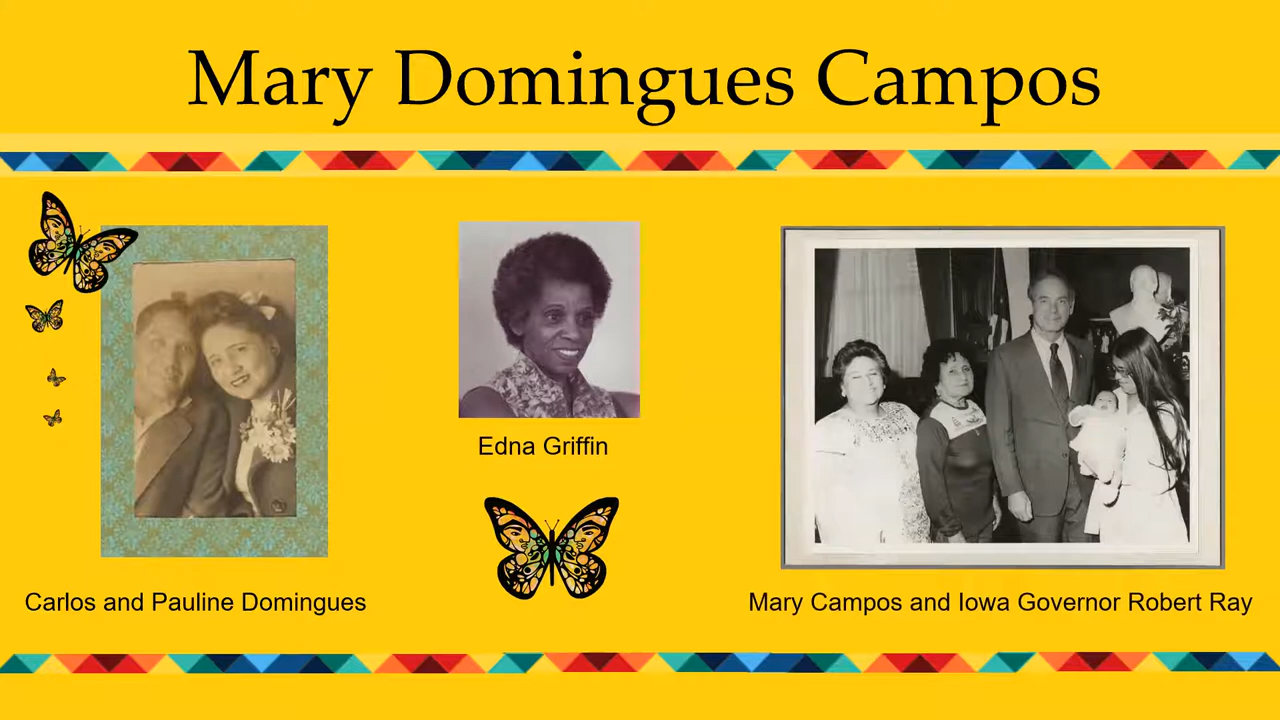 Mary Domingues Campos
Edna Griffin
Carlos and Pauline Domingues
Mary Campos and Iowa Governor Robert Ray